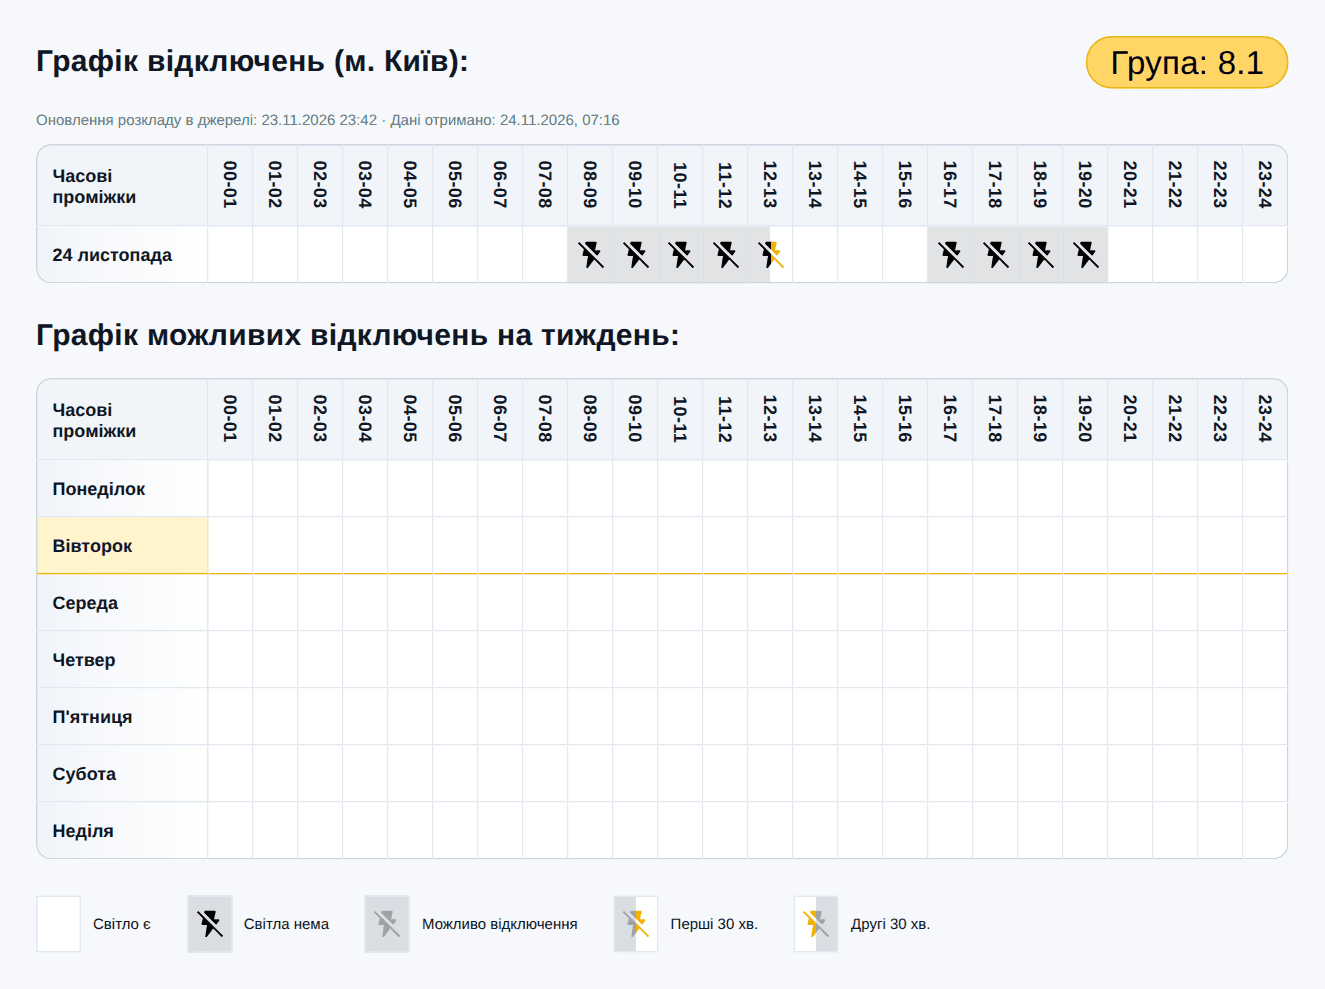 Графік відключень (м. Київ):
Група: 8.1
Оновлення розкладу в джерелі: 23.11.2026 23:42 · Дані отримано: 24.11.2026, 07:16
Часові
проміжки
00-01 01-02 02-03 03-04 04-05 05-06 06-07 07-08 08-09 09-10 10-11 11-12 12-13 13-14 14-15 15-16 16-17 17-18 18-19 19-20 20-21 21-22 22-23 23-24
24 листопада
Графік можливих відключень на тиждень:
Часові
проміжки
00-01 01-02 02-03 03-04 04-05 05-06 06-07 07-08 08-09 09-10 10-11 11-12 12-13 13-14 14-15 15-16 16-17 17-18 18-19 19-20 20-21 21-22 22-23 23-24
Понеділок
Вівторок
Середа
Четвер
П'ятниця
Субота
Неділя
Світло є
Світла нема
Можливо відключення
Перші 30 хв.
Другі 30 хв.